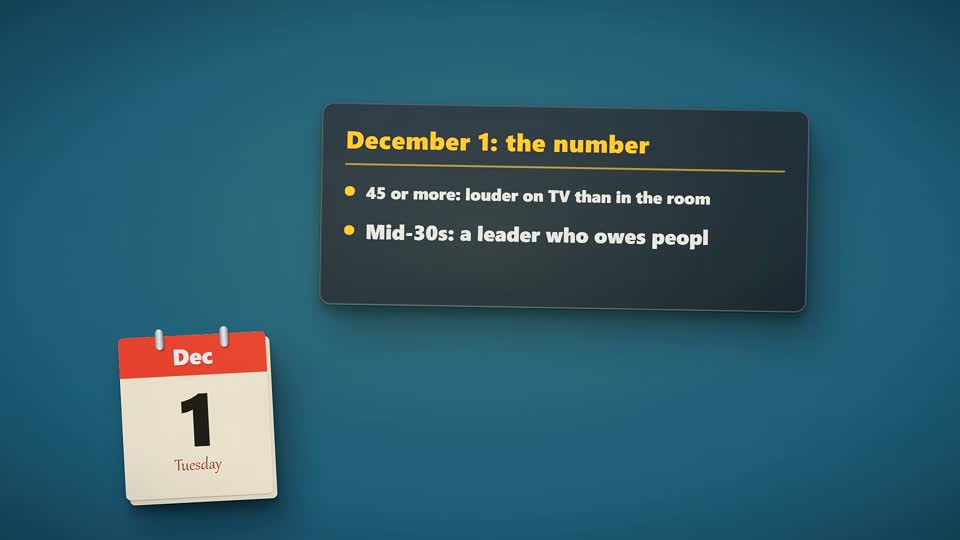 December 1: the number
45 or more: louder on TV than in the room
Mid-30s: a leader who owes peopl
Dec
1
Tuesday